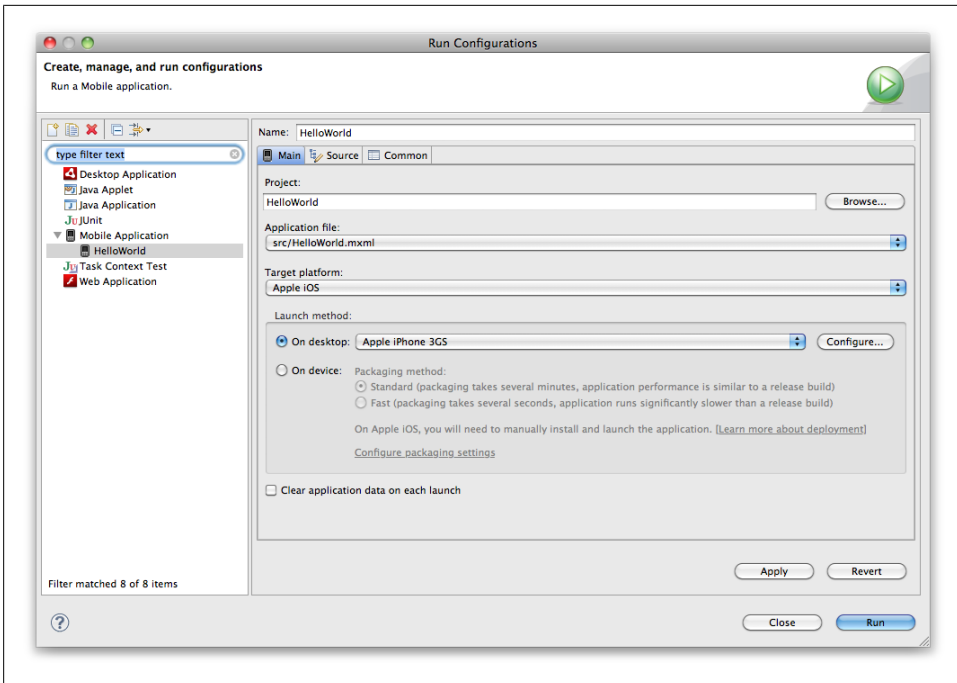 Run Configurations
Create, manage, and run configurations
Run a Mobile application.
type filter text
Desktop Application
Java Applet
Java Application
JUnit
Mobile Application
HelloWorld
Task Context Test
Web Application
Filter matched 8 of 8 items
Name: HelloWorld
Main Source Common
Project:
HelloWorld Browse...
Application file:
src/HelloWorld.mxml
Target platform:
Apple iOS
Launch method:
On desktop: Apple iPhone 3GS Configure...
On device: Packaging method:
Standard (packaging takes several minutes, application performance is similar to a release build)
Fast (packaging takes several seconds, application runs significantly slower than a release build)
On Apple iOS, you will need to manually install and launch the application. [Learn more about deployment]
Configure packaging settings
Clear application data on each launch
Apply Revert
? Close Run